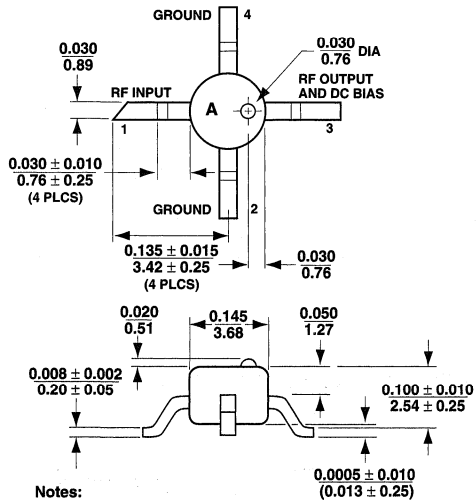 GROUND
4
0.030
0.89
0.030
0.76
DIA
RF INPUT
RF OUTPUT
AND DC BIAS
A
1
3
0.030 ± 0.010
0.76 ± 0.25
(4 PLCS)
GROUND
2
0.135 ± 0.015
3.42 ± 0.25
(4 PLCS)
0.030
0.76
0.020
0.51
0.145
3.68
0.050
1.27
0.008 ± 0.002
0.20 ± 0.05
0.100 ± 0.010
2.54 ± 0.25
0.0005 ± 0.010
(0.013 ± 0.25)
Notes: